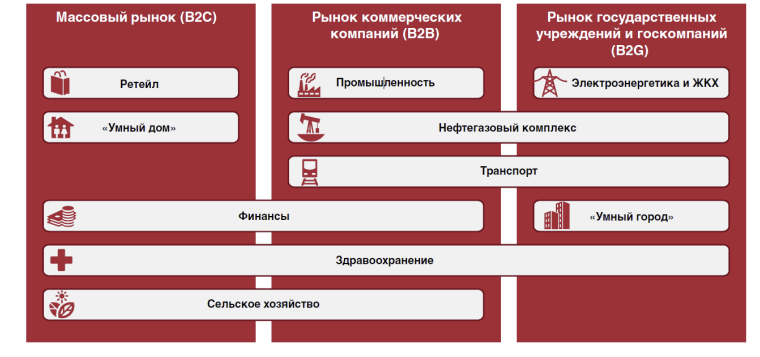 Массовый рынок (B2C)
Рынок коммерческих
компаний (B2B)
Рынок государственных
учреждений и госкомпаний
(B2G)
Ретейл
Промышленность
Электроэнергетика и ЖКХ
«Умный дом»
Нефтегазовый комплекс
Транспорт
Финансы
«Умный город»
Здравоохранение
Сельское хозяйство